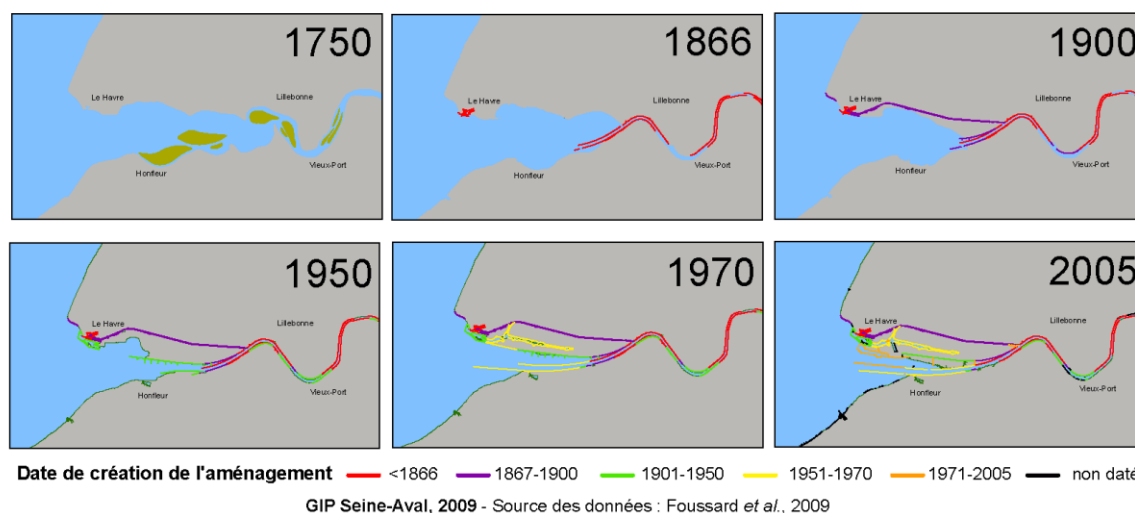 1750
Le Havre
Lillebonne
Honfleur
Vieux-Port
1866
Le Havre
Lillebonne
Honfleur
Vieux-Port
1900
Le Havre
Lillebonne
Honfleur
Vieux-Port
1950
Le Havre
Lillebonne
Honfleur
Vieux-Port
1970
Le Havre
Lillebonne
Honfleur
Vieux-Port
2005
Le Havre
Lillebonne
Honfleur
Vieux-Port
Date de création de l'aménagement <1866 1867-1900 1901-1950 1951-1970 1971-2005 non daté
GIP Seine-Aval, 2009 - Source des données : Foussard et al., 2009